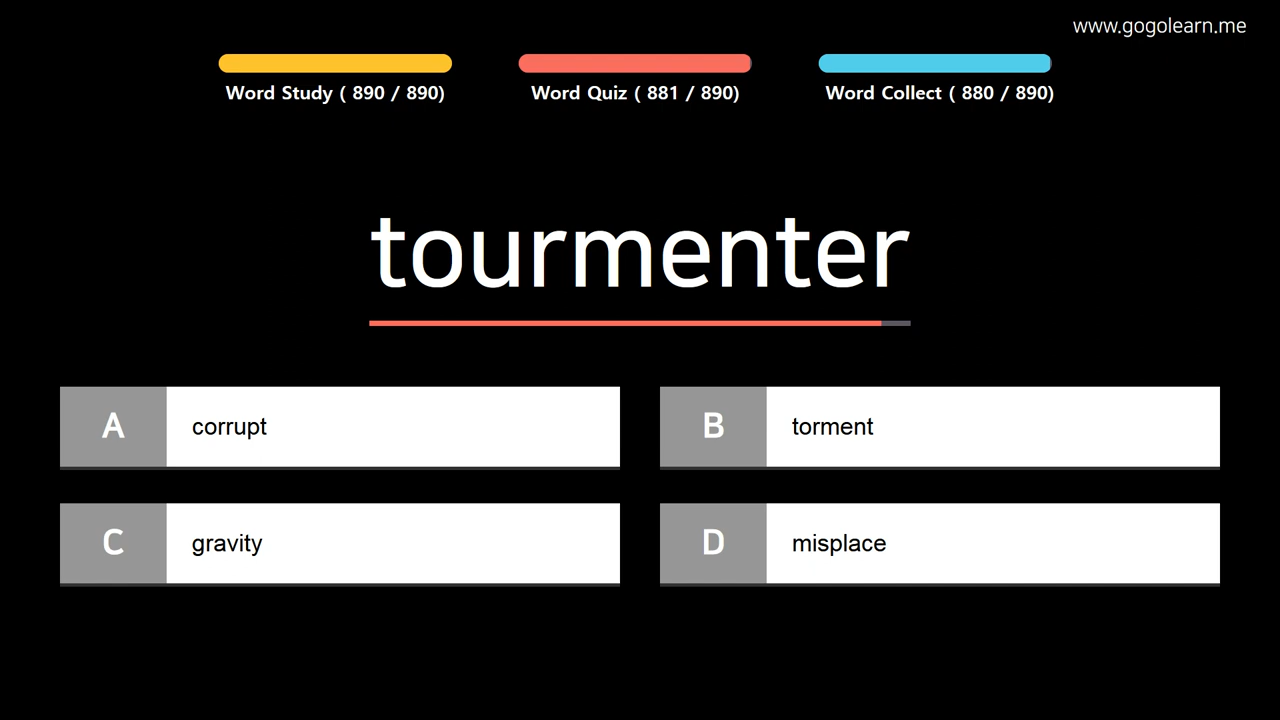 www.gogolearn.me
Word Study ( 890 / 890)
Word Quiz ( 881 / 890)
Word Collect ( 880 / 890)
tourmenter
A corrupt
B torment
C gravity
D misplace